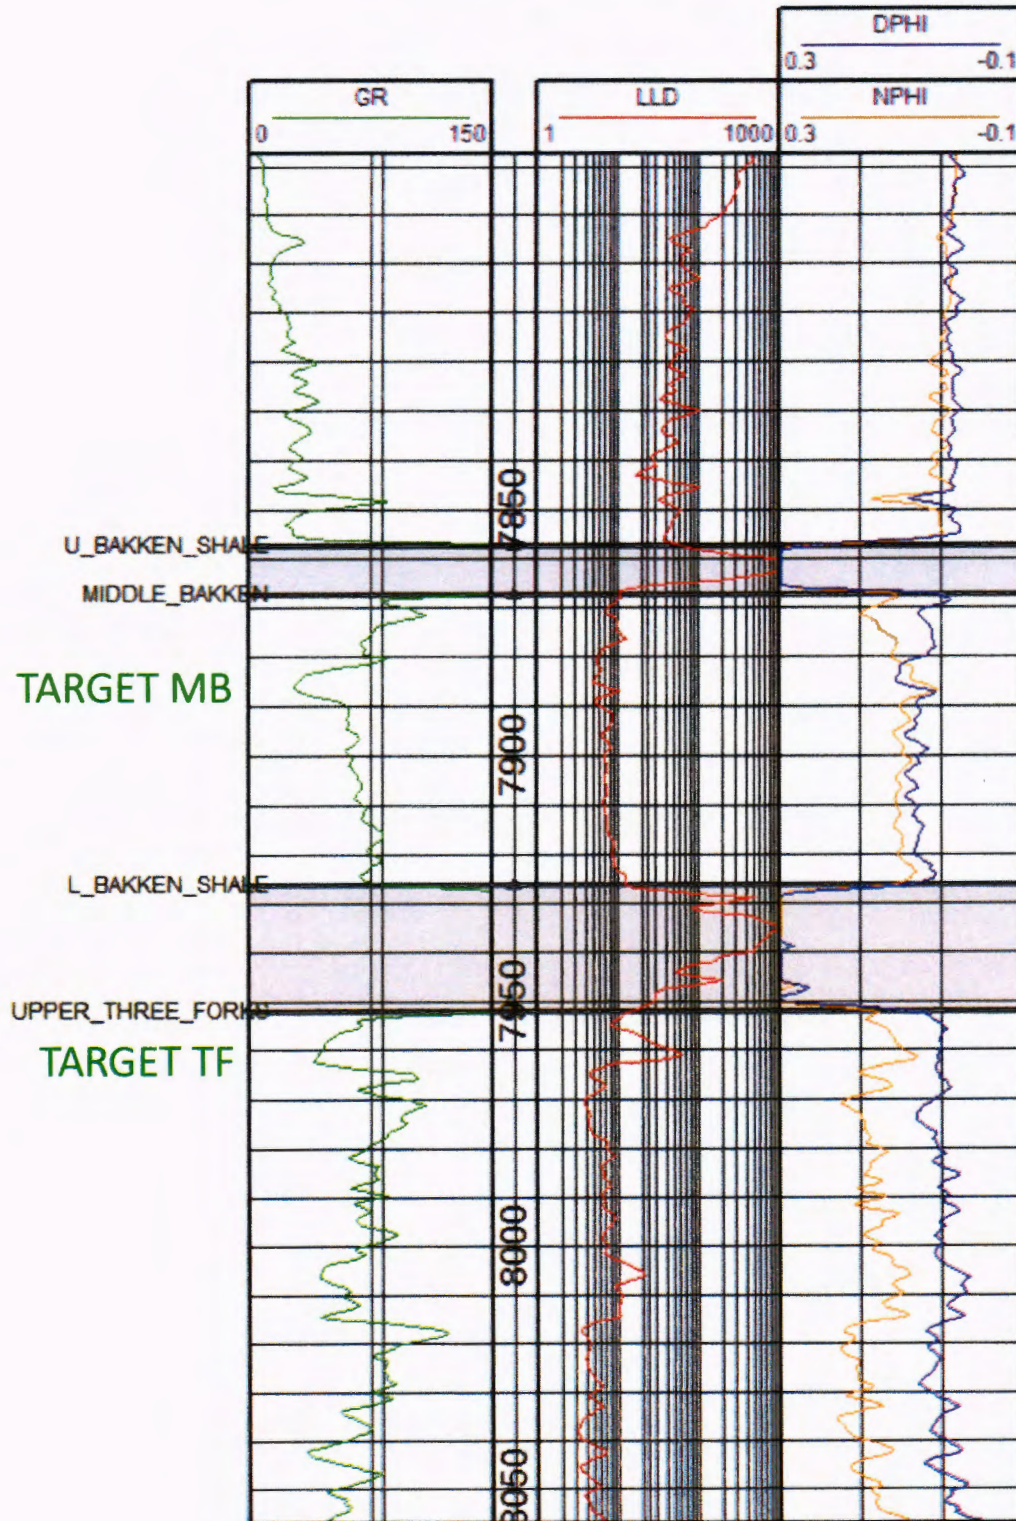 DPHI
0.3 -0.1
GR LLD NPHI
0 150 1 1000 0.3 -0.1
7850
U_BAKKEN_SHALE
MIDDLE_BAKKEN
TARGET MB
7900
L_BAKKEN_SHALE
7950
UPPER_THREE_FORKS
TARGET TF
8000
8050